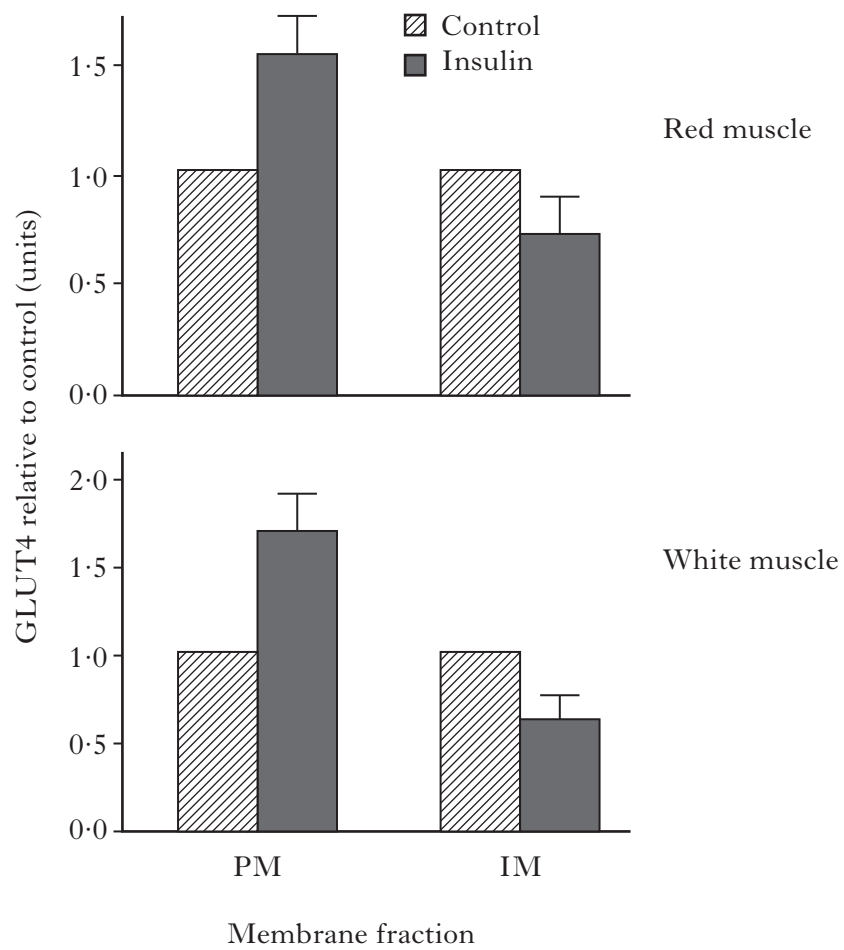 Control
Insulin
1·5
1·0
0·5
0·0
Red muscle
GLUT4 relative to control (units)
2·0
1·5
1·0
0·5
0·0
White muscle
PM IM
Membrane fraction